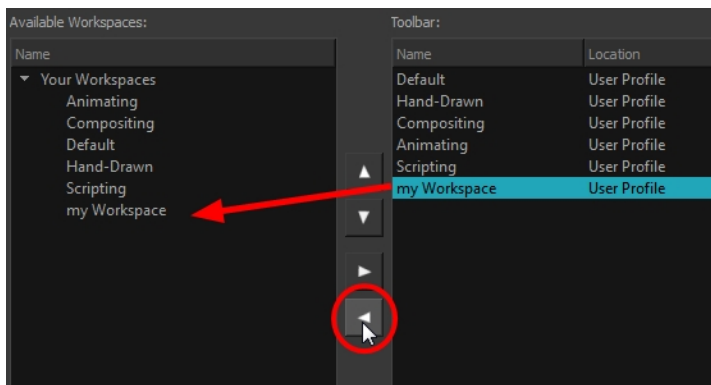 Available Workspaces:
Name
Your Workspaces
Animating
Compositing
Default
Hand-Drawn
Scripting
my Workspace
Toolbar:
Name Location
Default User Profile
Hand-Drawn User Profile
Compositing User Profile
Animating User Profile
Scripting User Profile
my Workspace User Profile